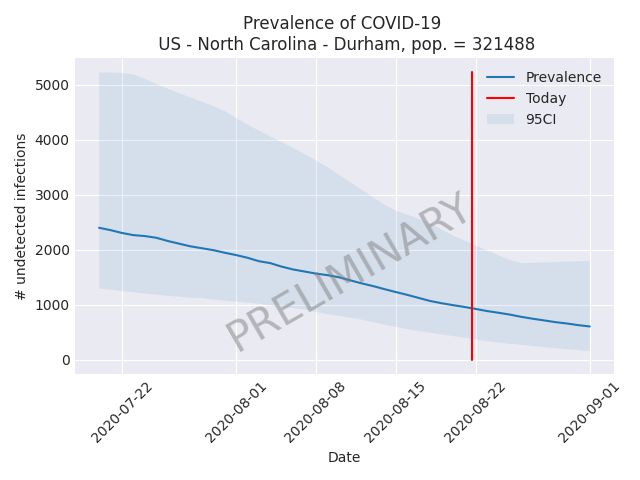 Prevalence of COVID-19
US - North Carolina - Durham, pop. = 321488
Prevalence
Today
95CI
# undetected infections
5000
4000
3000
2000
1000
0
PRELIMINARY
2020-07-22
2020-08-01
2020-08-08
2020-08-15
2020-08-22
2020-09-01
Date